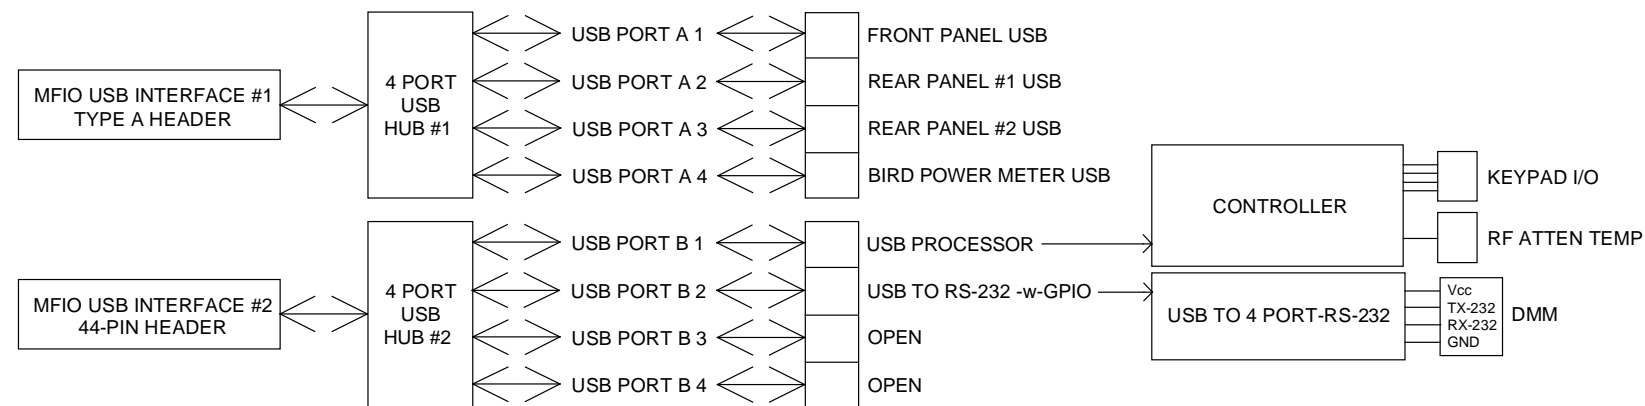 MFIO USB INTERFACE #1
TYPE A HEADER
4 PORT
USB
HUB #1
USB PORT A 1
USB PORT A 2
USB PORT A 3
USB PORT A 4
FRONT PANEL USB
REAR PANEL #1 USB
REAR PANEL #2 USB
BIRD POWER METER USB
MFIO USB INTERFACE #2
44-PIN HEADER
4 PORT
USB
HUB #2
USB PORT B 1
USB PORT B 2
USB PORT B 3
USB PORT B 4
USB PROCESSOR
USB TO RS-232 -w-GPIO
OPEN
OPEN
CONTROLLER
KEYPAD I/O
RF ATTEN TEMP
USB TO 4 PORT-RS-232
Vcc
TX-232
RX-232
GND
DMM